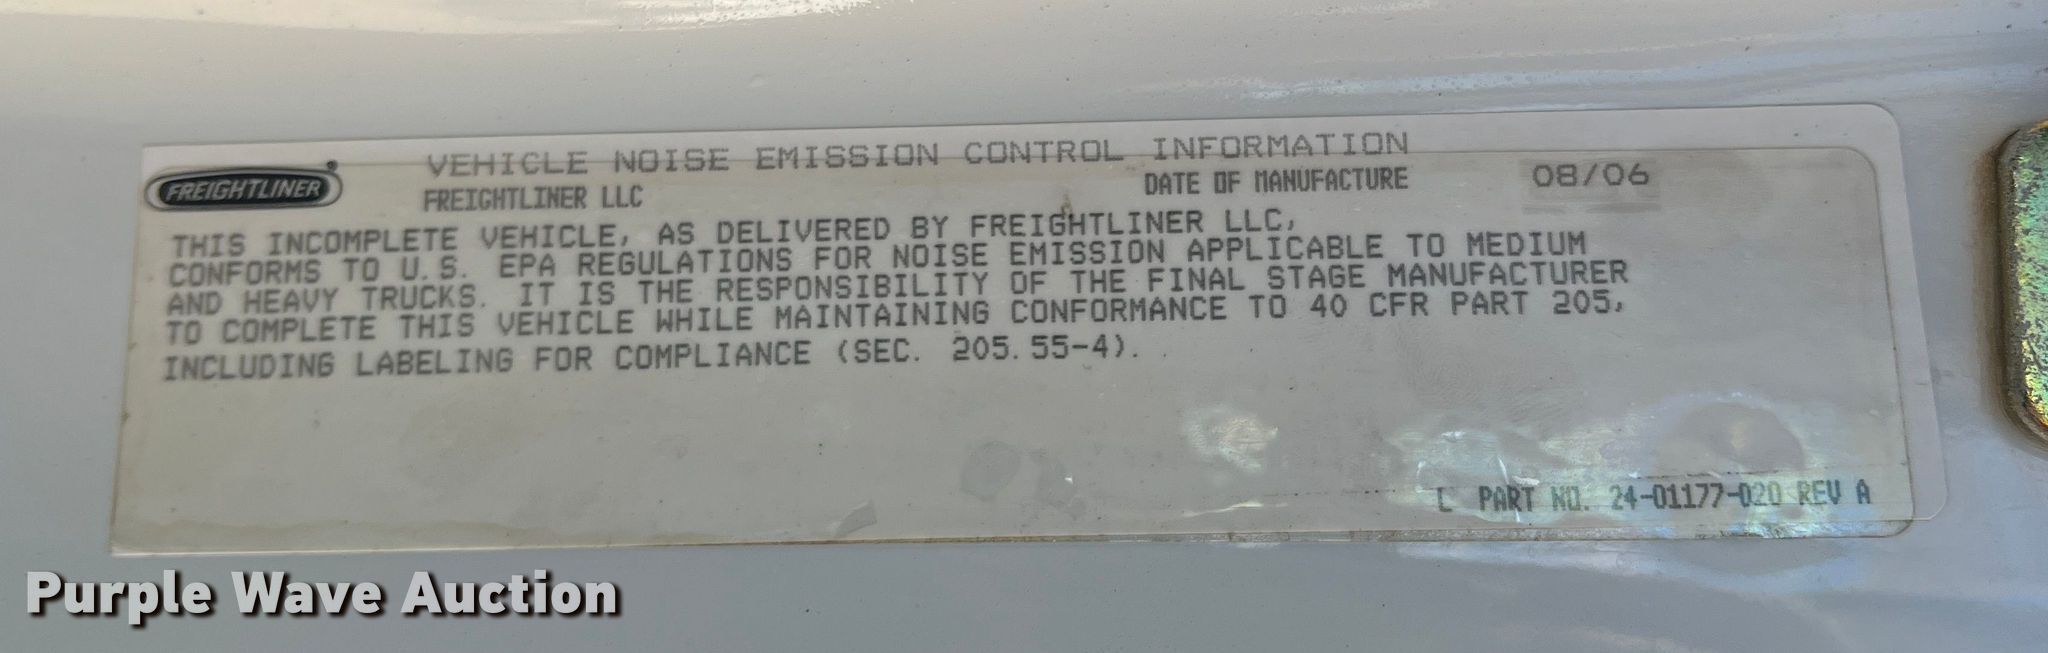 FREIGHTLINER
VEHICLE NOISE EMISSION CONTROL INFORMATION
FREIGHTLINER LLC DATE OF MANUFACTURE 08/06
THIS INCOMPLETE VEHICLE, AS DELIVERED BY FREIGHTLINER LLC,
CONFORMS TO U.S. EPA REGULATIONS FOR NOISE EMISSION APPLICABLE TO MEDIUM
AND HEAVY TRUCKS. IT IS THE RESPONSIBILITY OF THE FINAL STAGE MANUFACTURER
TO COMPLETE THIS VEHICLE WHILE MAINTAINING CONFORMANCE TO 40 CFR PART 205,
INCLUDING LABELING FOR COMPLIANCE (SEC. 205.55-4).
L PART NO. 24-01177-020 REV A
Purple Wave Auction